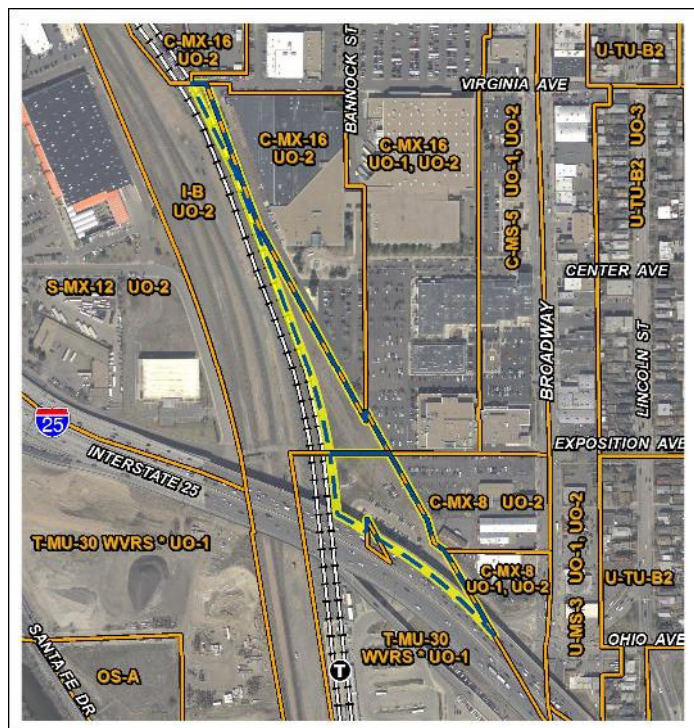 C-MX-16
UO-2
BANNOCK ST
U-TU-B2
VIRGINIA AVE
C-MX-16
UO-2
C-MX-16
UO-1, UO-2
C-MS-5 UO-1, UO-2
U-TU-B2 UO-3
I-B
UO-2
S-MX-12 UO-2
CENTER AVE
BROADWAY
LINCOLN ST
25
INTERSTATE 25
EXPOSITION AVE
C-MX-8 UO-2
T-MU-30 WVRS * UO-1
C-MX-8
UO-1, UO-2
U-MS-3 UO-1, UO-2
U-TU-B2
T-MU-30
WVRS * UO-1
OHIO AVE
SANTA FE DR
OS-A
T